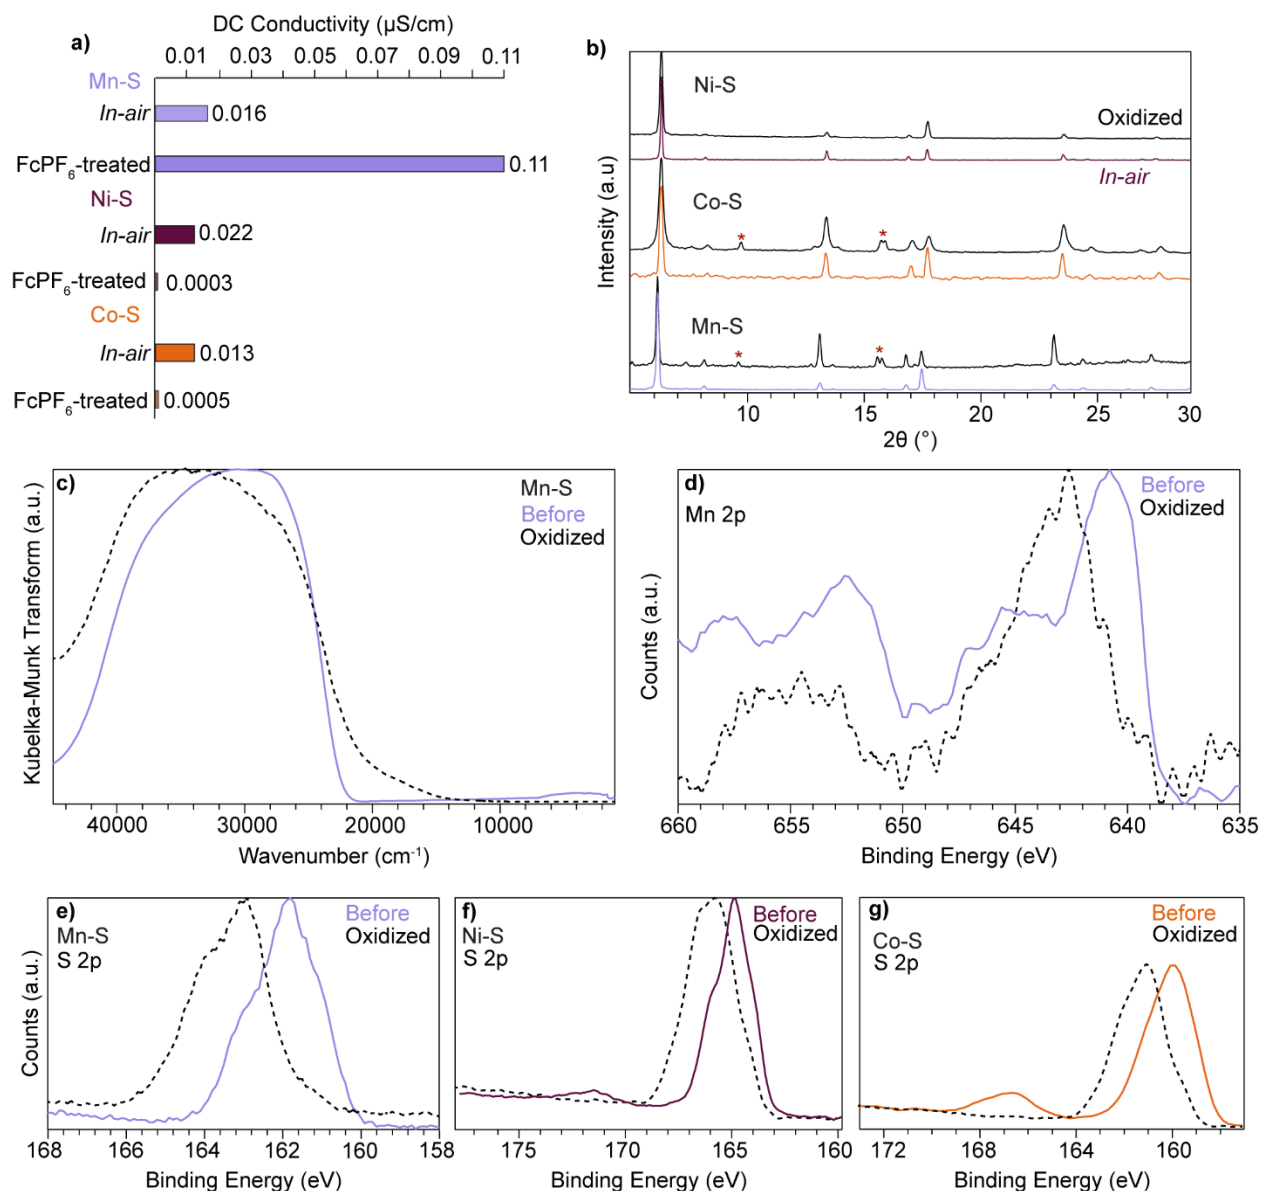 DC Conductivity (µS/cm)
a)
0.01 0.03 0.05 0.07 0.09 0.11
Mn-S
In-air 0.016
FcPF6-treated 0.11
Ni-S
In-air 0.022
FcPF6-treated 0.0003
Co-S
In-air 0.013
FcPF6-treated 0.0005
b)
Ni-S
Oxidized
In-air
Co-S
* *
Mn-S
* *
Intensity (a.u)
10 15 20 25 30
2θ (°)
c)
Mn-S
Before
Oxidized
Kubelka-Munk Transform (a.u.)
40000 30000 20000 10000
Wavenumber (cm-1)
d)
Mn 2p
Before
Oxidized
Counts (a.u.)
660 655 650 645 640 635
Binding Energy (eV)
e)
Mn-S
S 2p
Before
Oxidized
Counts (a.u.)
168 166 164 162 160 158
Binding Energy (eV)
f)
Ni-S
S 2p
Before
Oxidized
175 170 165 160
Binding Energy (eV)
g)
Co-S
S 2p
Before
Oxidized
172 168 164 160
Binding Energy (eV)